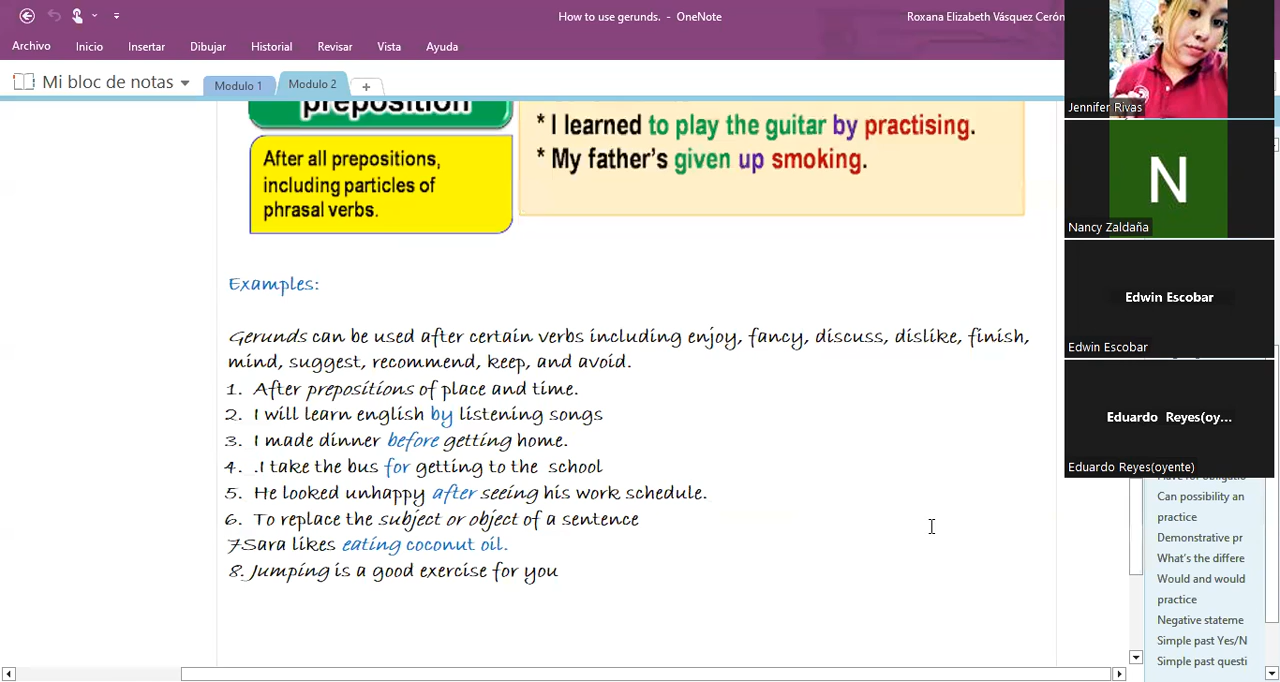 How to use gerunds. - OneNote
Roxana Elizabeth Vásquez Cerón
Archivo Inicio Insertar Dibujar Historial Revisar Vista Ayuda
Mi bloc de notas Modulo 1 Modulo 2 +
preposition
After all prepositions,
including particles of
phrasal verbs.
* I learned to play the guitar by practising.
* My father's given up smoking.
Examples:
Gerunds can be used after certain verbs including enjoy, fancy, discuss, dislike, finish,
mind, suggest, recommend, keep, and avoid.
1. After prepositions of place and time.
2. I will learn english by listening songs
3. I made dinner before getting home.
4. .I take the bus for getting to the school
5. He looked unhappy after seeing his work schedule.
6. To replace the subject or object of a sentence
7Sara likes eating coconut oil.
8. Jumping is a good exercise for you
Jennifer Rivas
N
Nancy Zaldaña
Edwin Escobar
Edwin Escobar
Eduardo Reyes(oy...
Eduardo Reyes(oyente)
Have for obligatio
Can possibility an
practice
Demonstrative pr
What's the differe
Would and would
practice
Negative stateme
Simple past Yes/N
Simple past questi